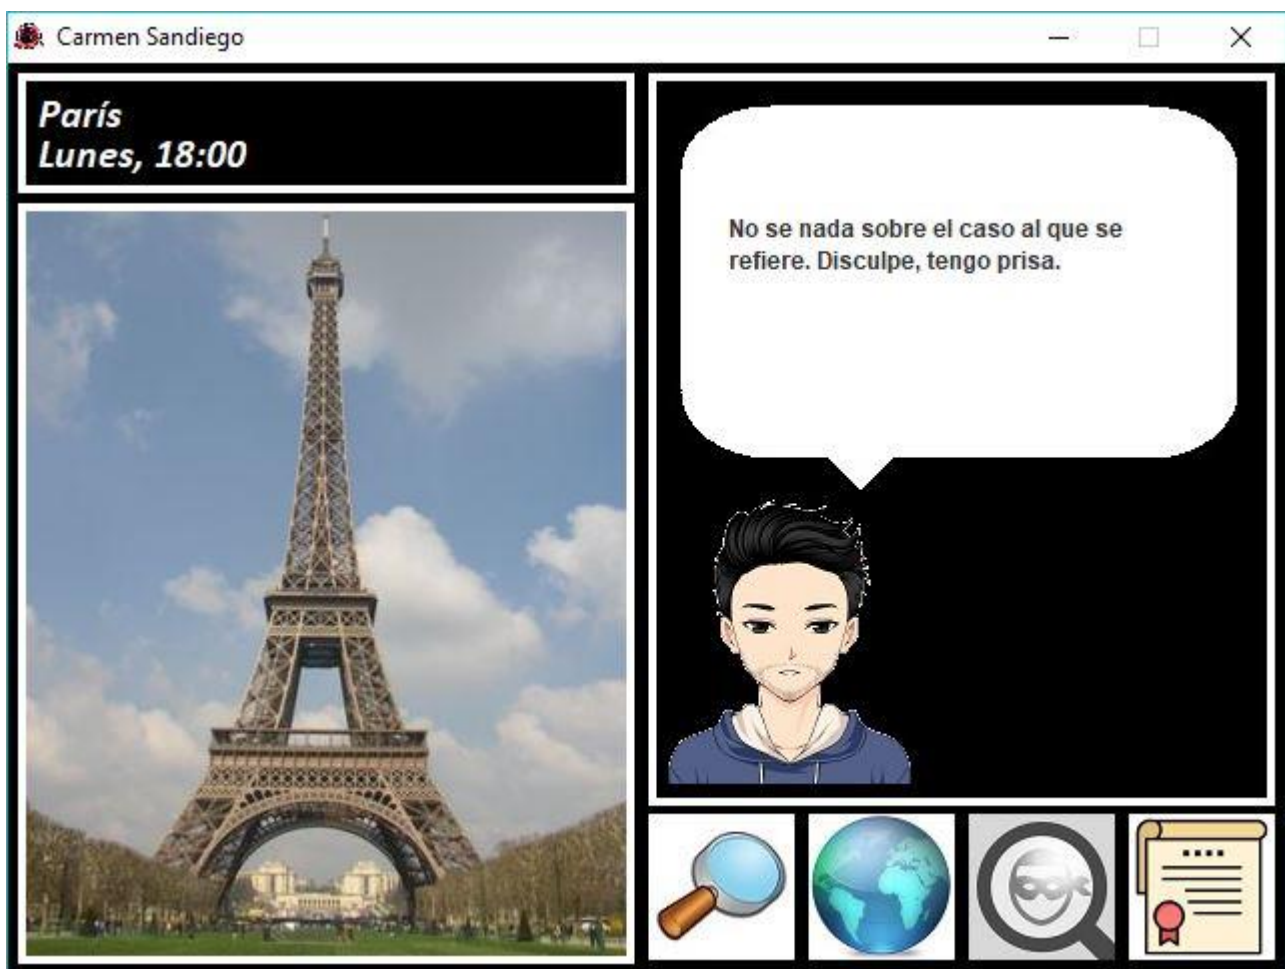 Carmen Sandiego
París
Lunes, 18:00
No se nada sobre el caso al que se
refiere. Disculpe, tengo prisa.